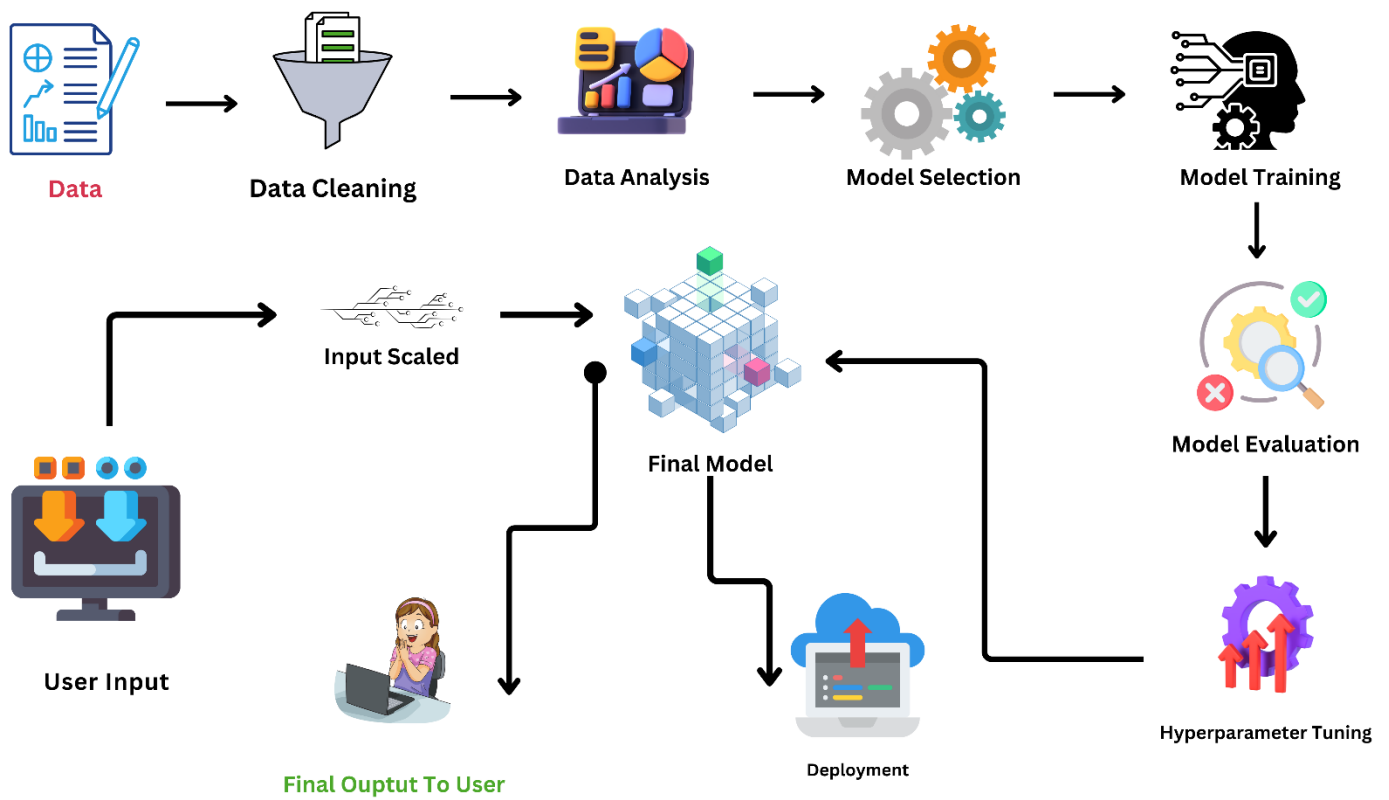 Data
Data Cleaning
Data Analysis
Model Selection
Model Training
Input Scaled
Final Model
Model Evaluation
User Input
Final Ouptut To User
Deployment
Hyperparameter Tuning